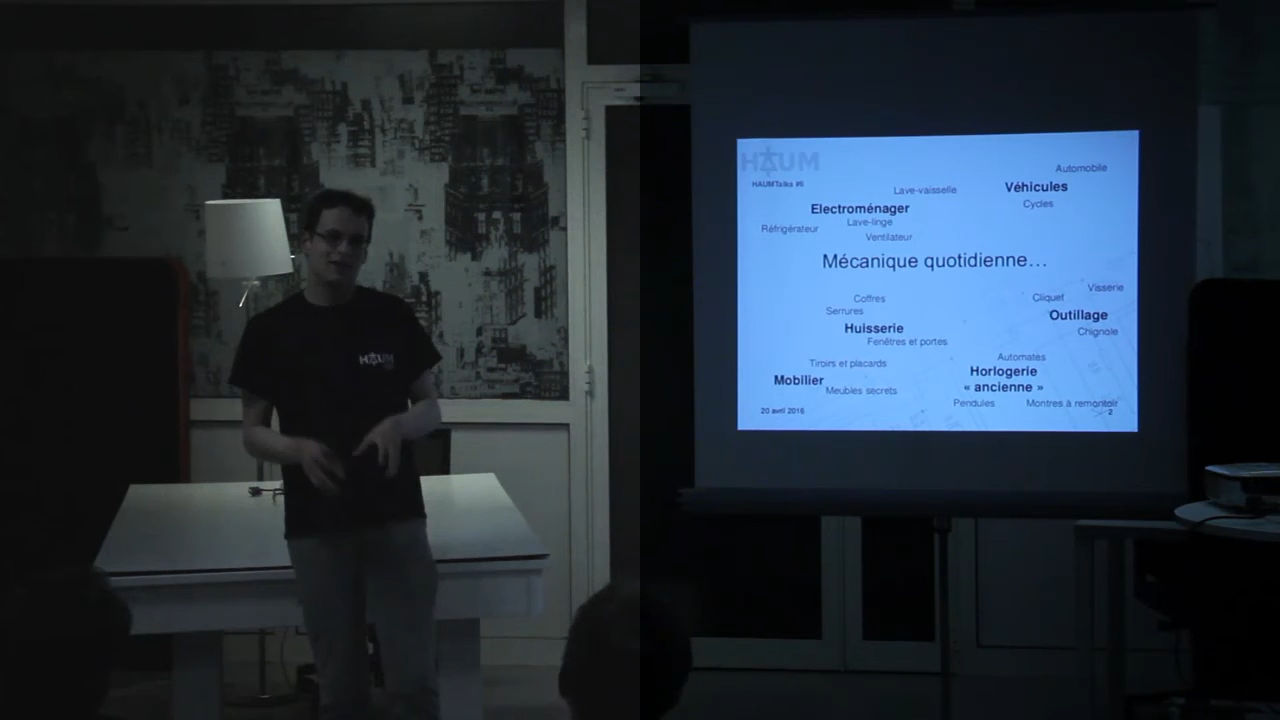 HAUM
HAUMTalks #6
Automobile
Lave-vaisselle
Véhicules
Electroménager
Cycles
Lave-linge
Réfrigérateur
Ventilateur
Mécanique quotidienne…
Visserie
Coffres
Cliquet
Serrures
Outillage
Huisserie
Chignole
Fenêtres et portes
Automates
Tiroirs et placards
Horlogerie
Mobilier
« ancienne »
Meubles secrets
Pendules
Montres à remontoir
20 avril 2016
2
HAUM